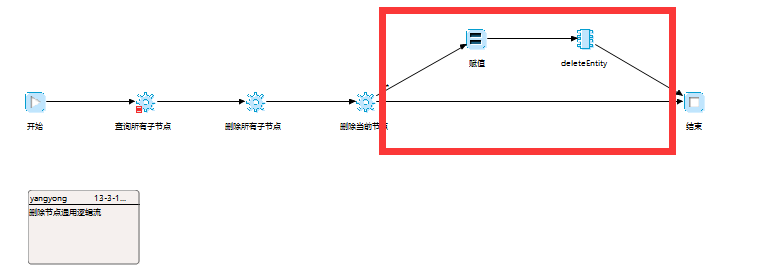 赋值
deleteEntity
开始
查询所有子节点
删除所有子节点
删除当前节点
结束
yangyong 13-3-1...
删除节点通用逻辑流